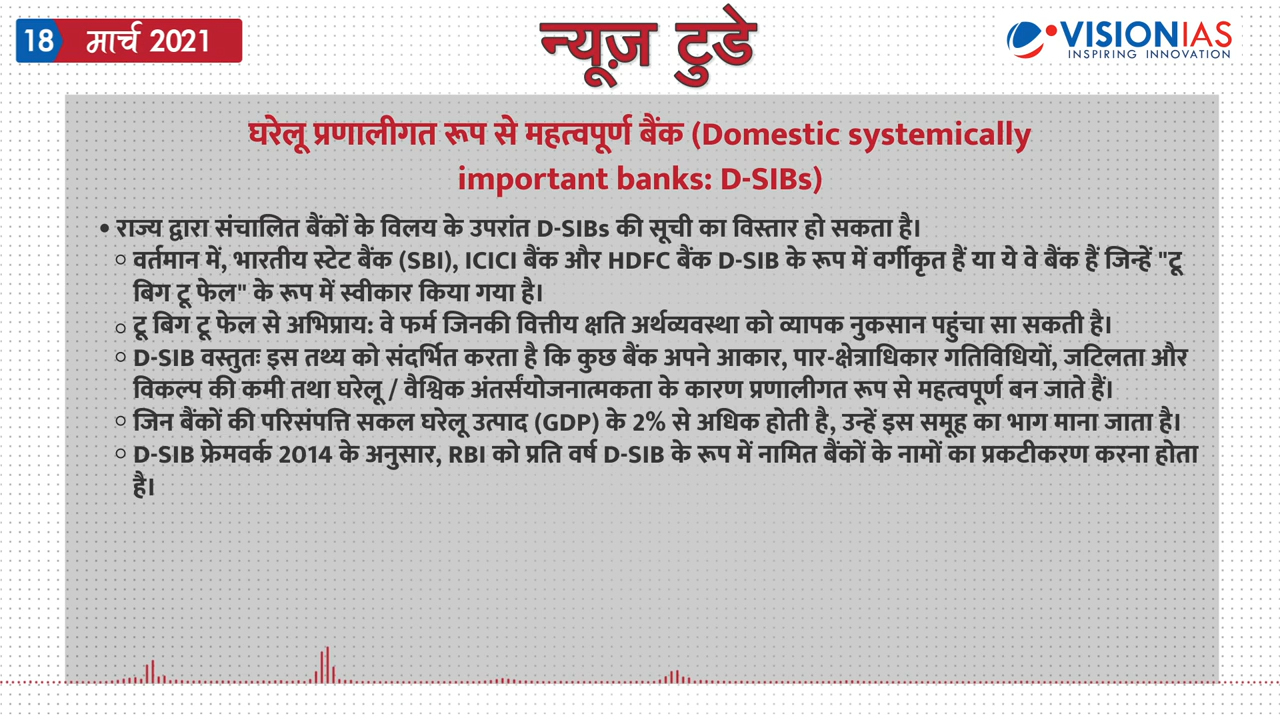 18 मार्च 2021
न्यूज़ टुडे
VISIONIAS
INSPIRING INNOVATION
घरेलू प्रणालीगत रूप से महत्वपूर्ण बैंक (Domestic systemically
important banks: D-SIBs)
• राज्य द्वारा संचालित बैंकों के विलय के उपरांत D-SIBs की सूची का विस्तार हो सकता है।
○ वर्तमान में, भारतीय स्टेट बैंक (SBI), ICICI बैंक और HDFC बैंक D-SIB के रूप में वर्गीकृत हैं या ये वे बैंक हैं जिन्हें "टू
बिग टू फेल" के रूप में स्वीकार किया गया है।
○ टू बिग टू फेल से अभिप्राय: वे फर्म जिनकी वित्तीय क्षति अर्थव्यवस्था को व्यापक नुकसान पहुंचा सा सकती है।
○ D-SIB वस्तुतः इस तथ्य को संदर्भित करता है कि कुछ बैंक अपने आकार, पार-क्षेत्राधिकार गतिविधियों, जटिलता और
विकल्प की कमी तथा घरेलू / वैश्विक अंतर्संयोजनात्मकता के कारण प्रणालीगत रूप से महत्वपूर्ण बन जाते हैं।
○ जिन बैंकों की परिसंपत्ति सकल घरेलू उत्पाद (GDP) के 2% से अधिक होती है, उन्हें इस समूह का भाग माना जाता है।
○ D-SIB फ्रेमवर्क 2014 के अनुसार, RBI को प्रति वर्ष D-SIB के रूप में नामित बैंकों के नामों का प्रकटीकरण करना होता
है।